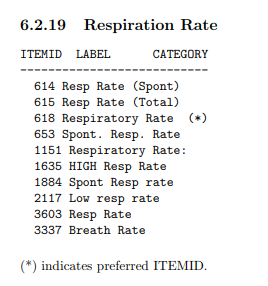 6.2.19 Respiration Rate
ITEMID LABEL CATEGORY
---------------------------
614 Resp Rate (Spont)
615 Resp Rate (Total)
618 Respiratory Rate (*)
653 Spont. Resp. Rate
1151 Respiratory Rate:
1635 HIGH Resp Rate
1884 Spont Resp rate
2117 Low resp rate
3603 Resp Rate
3337 Breath Rate
(*) indicates preferred ITEMID.